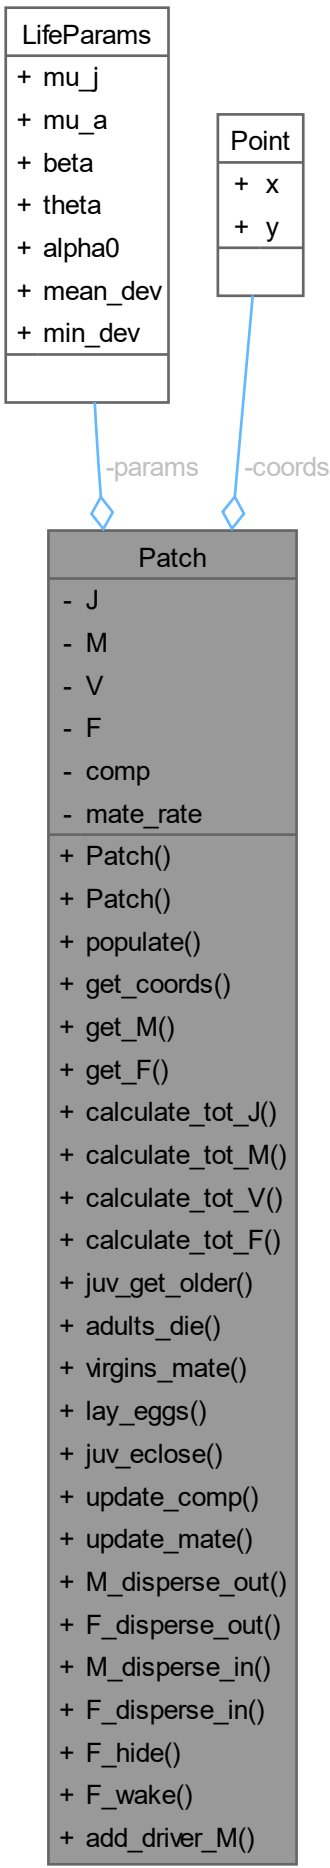 LifeParams
+ mu_j
+ mu_a
+ beta
+ theta
+ alpha0
+ mean_dev
+ min_dev
Point
+ x
+ y
-params
-coords
Patch
- J
- M
- V
- F
- comp
- mate_rate
+ Patch()
+ Patch()
+ populate()
+ get_coords()
+ get_M()
+ get_F()
+ calculate_tot_J()
+ calculate_tot_M()
+ calculate_tot_V()
+ calculate_tot_F()
+ juv_get_older()
+ adults_die()
+ virgins_mate()
+ lay_eggs()
+ juv_eclose()
+ update_comp()
+ update_mate()
+ M_disperse_out()
+ F_disperse_out()
+ M_disperse_in()
+ F_disperse_in()
+ F_hide()
+ F_wake()
+ add_driver_M()